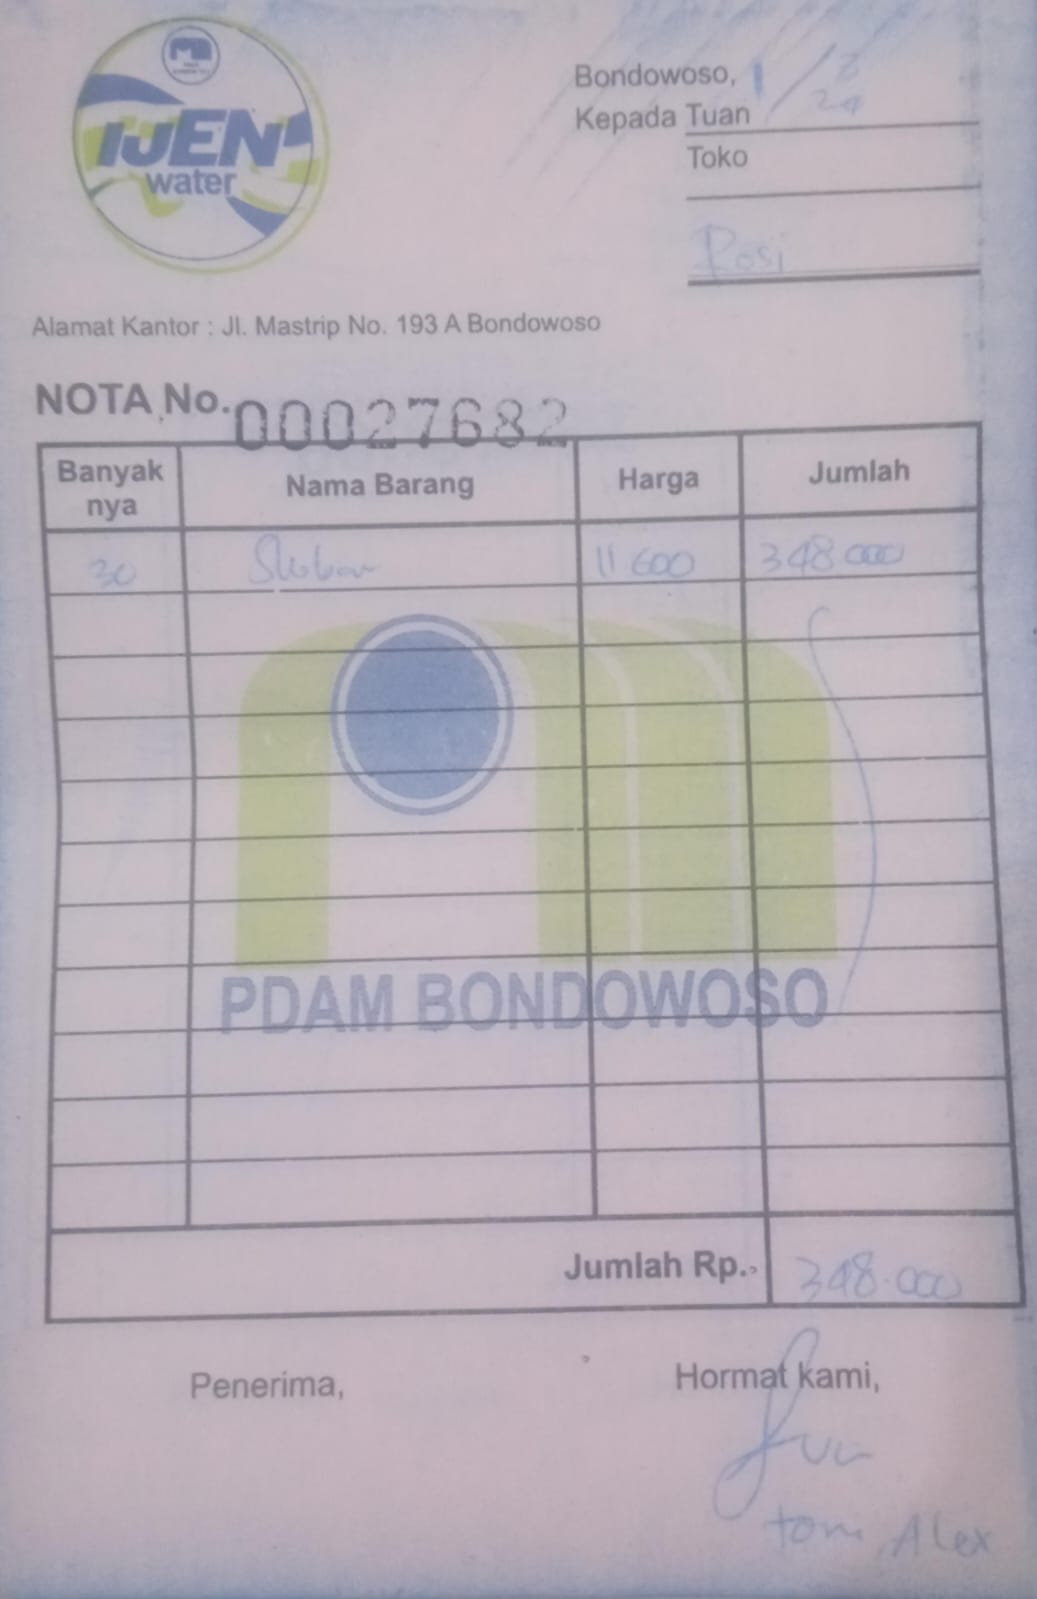 IJEN
water
Bondowoso, 1/3
24
Kepada Tuan
Toko
Rosi
Alamat Kantor : Jl. Mastrip No. 193 A Bondowoso
NOTA No. 00027682
Banyak nya Nama Barang Harga Jumlah
30 11 600 348 000
PDAM BONDOWOSO
Jumlah Rp. 348.000
Penerima, Hormat kami,
tom Alex